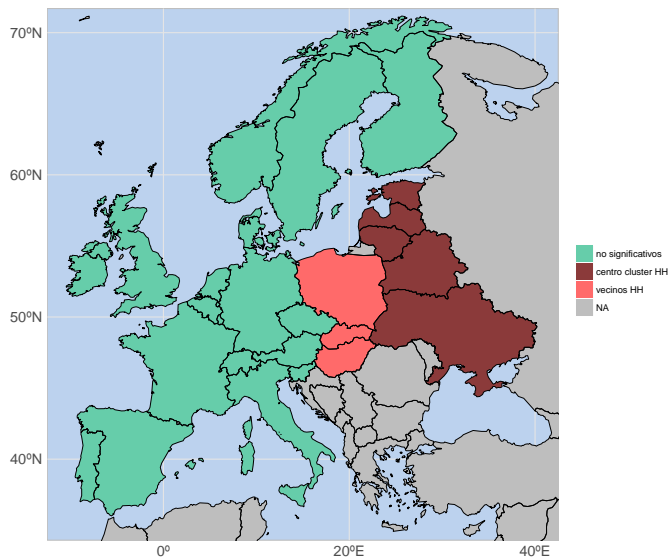 70ºN
60ºN
50ºN
40ºN
0º
20ºE
40ºE
no significativos
centro cluster HH
vecinos HH
NA